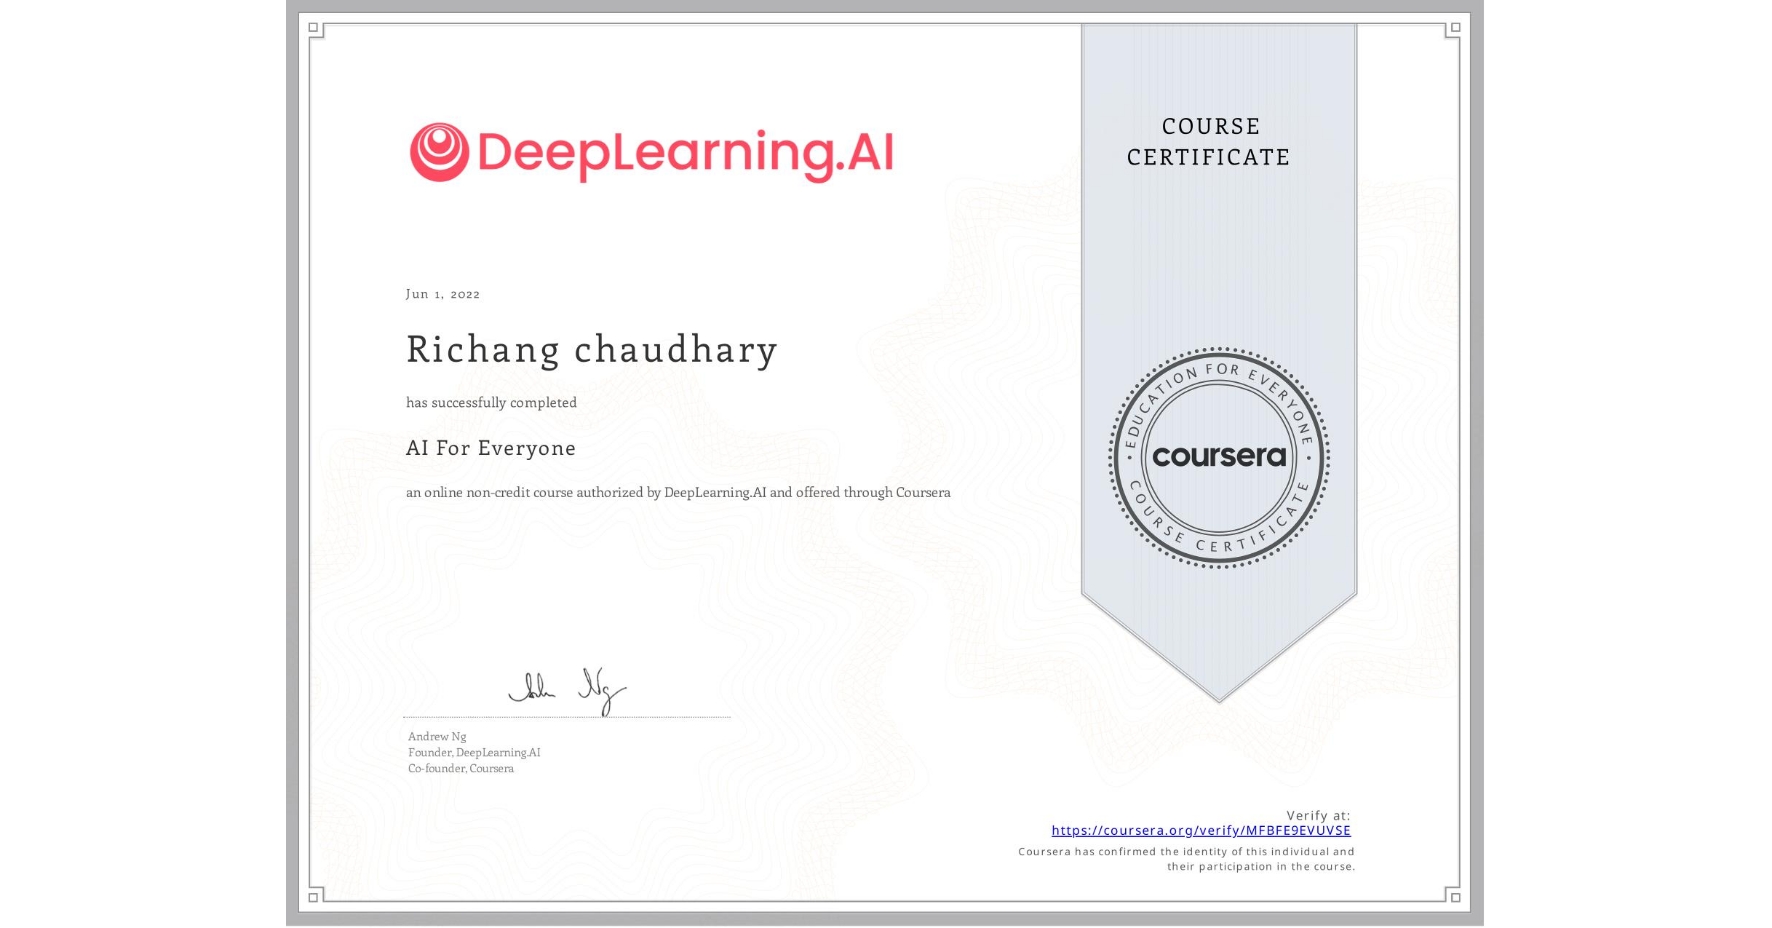 DeepLearning.AI
COURSE
CERTIFICATE
Jun 1, 2022
Richang chaudhary
has successfully completed
AI For Everyone
an online non-credit course authorized by DeepLearning.AI and offered through Coursera
EDUCATION FOR EVERYONE
coursera
COURSE CERTIFICATE
Andrew Ng
Founder, DeepLearning.AI
Co-founder, Coursera
Verify at:
https://coursera.org/verify/MFBFE9EVUVSE
Coursera has confirmed the identity of this individual and
their participation in the course.